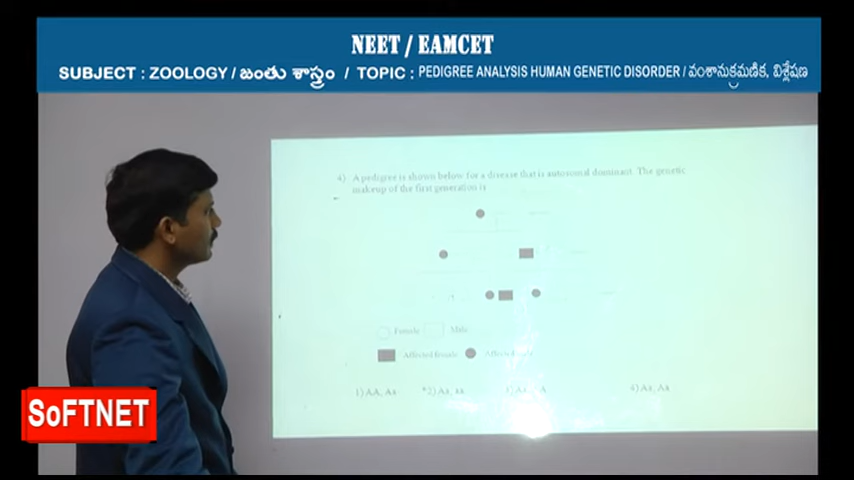 NEET / EAMCET
SUBJECT : ZOOLOGY / జంతు శాస్త్రం / TOPIC : PEDIGREE ANALYSIS HUMAN GENETIC DISORDER / వంశానుక్రమణిక, విశ్లేషణ
4) A pedigree is shown below for a disease that is autosomal dominant. The genetic
makeup of the first generation is
Female Male
Affected female Affected
1) AA, Aa *2) Aa, aa 3) 4) Aa, Aa
SoFTNET